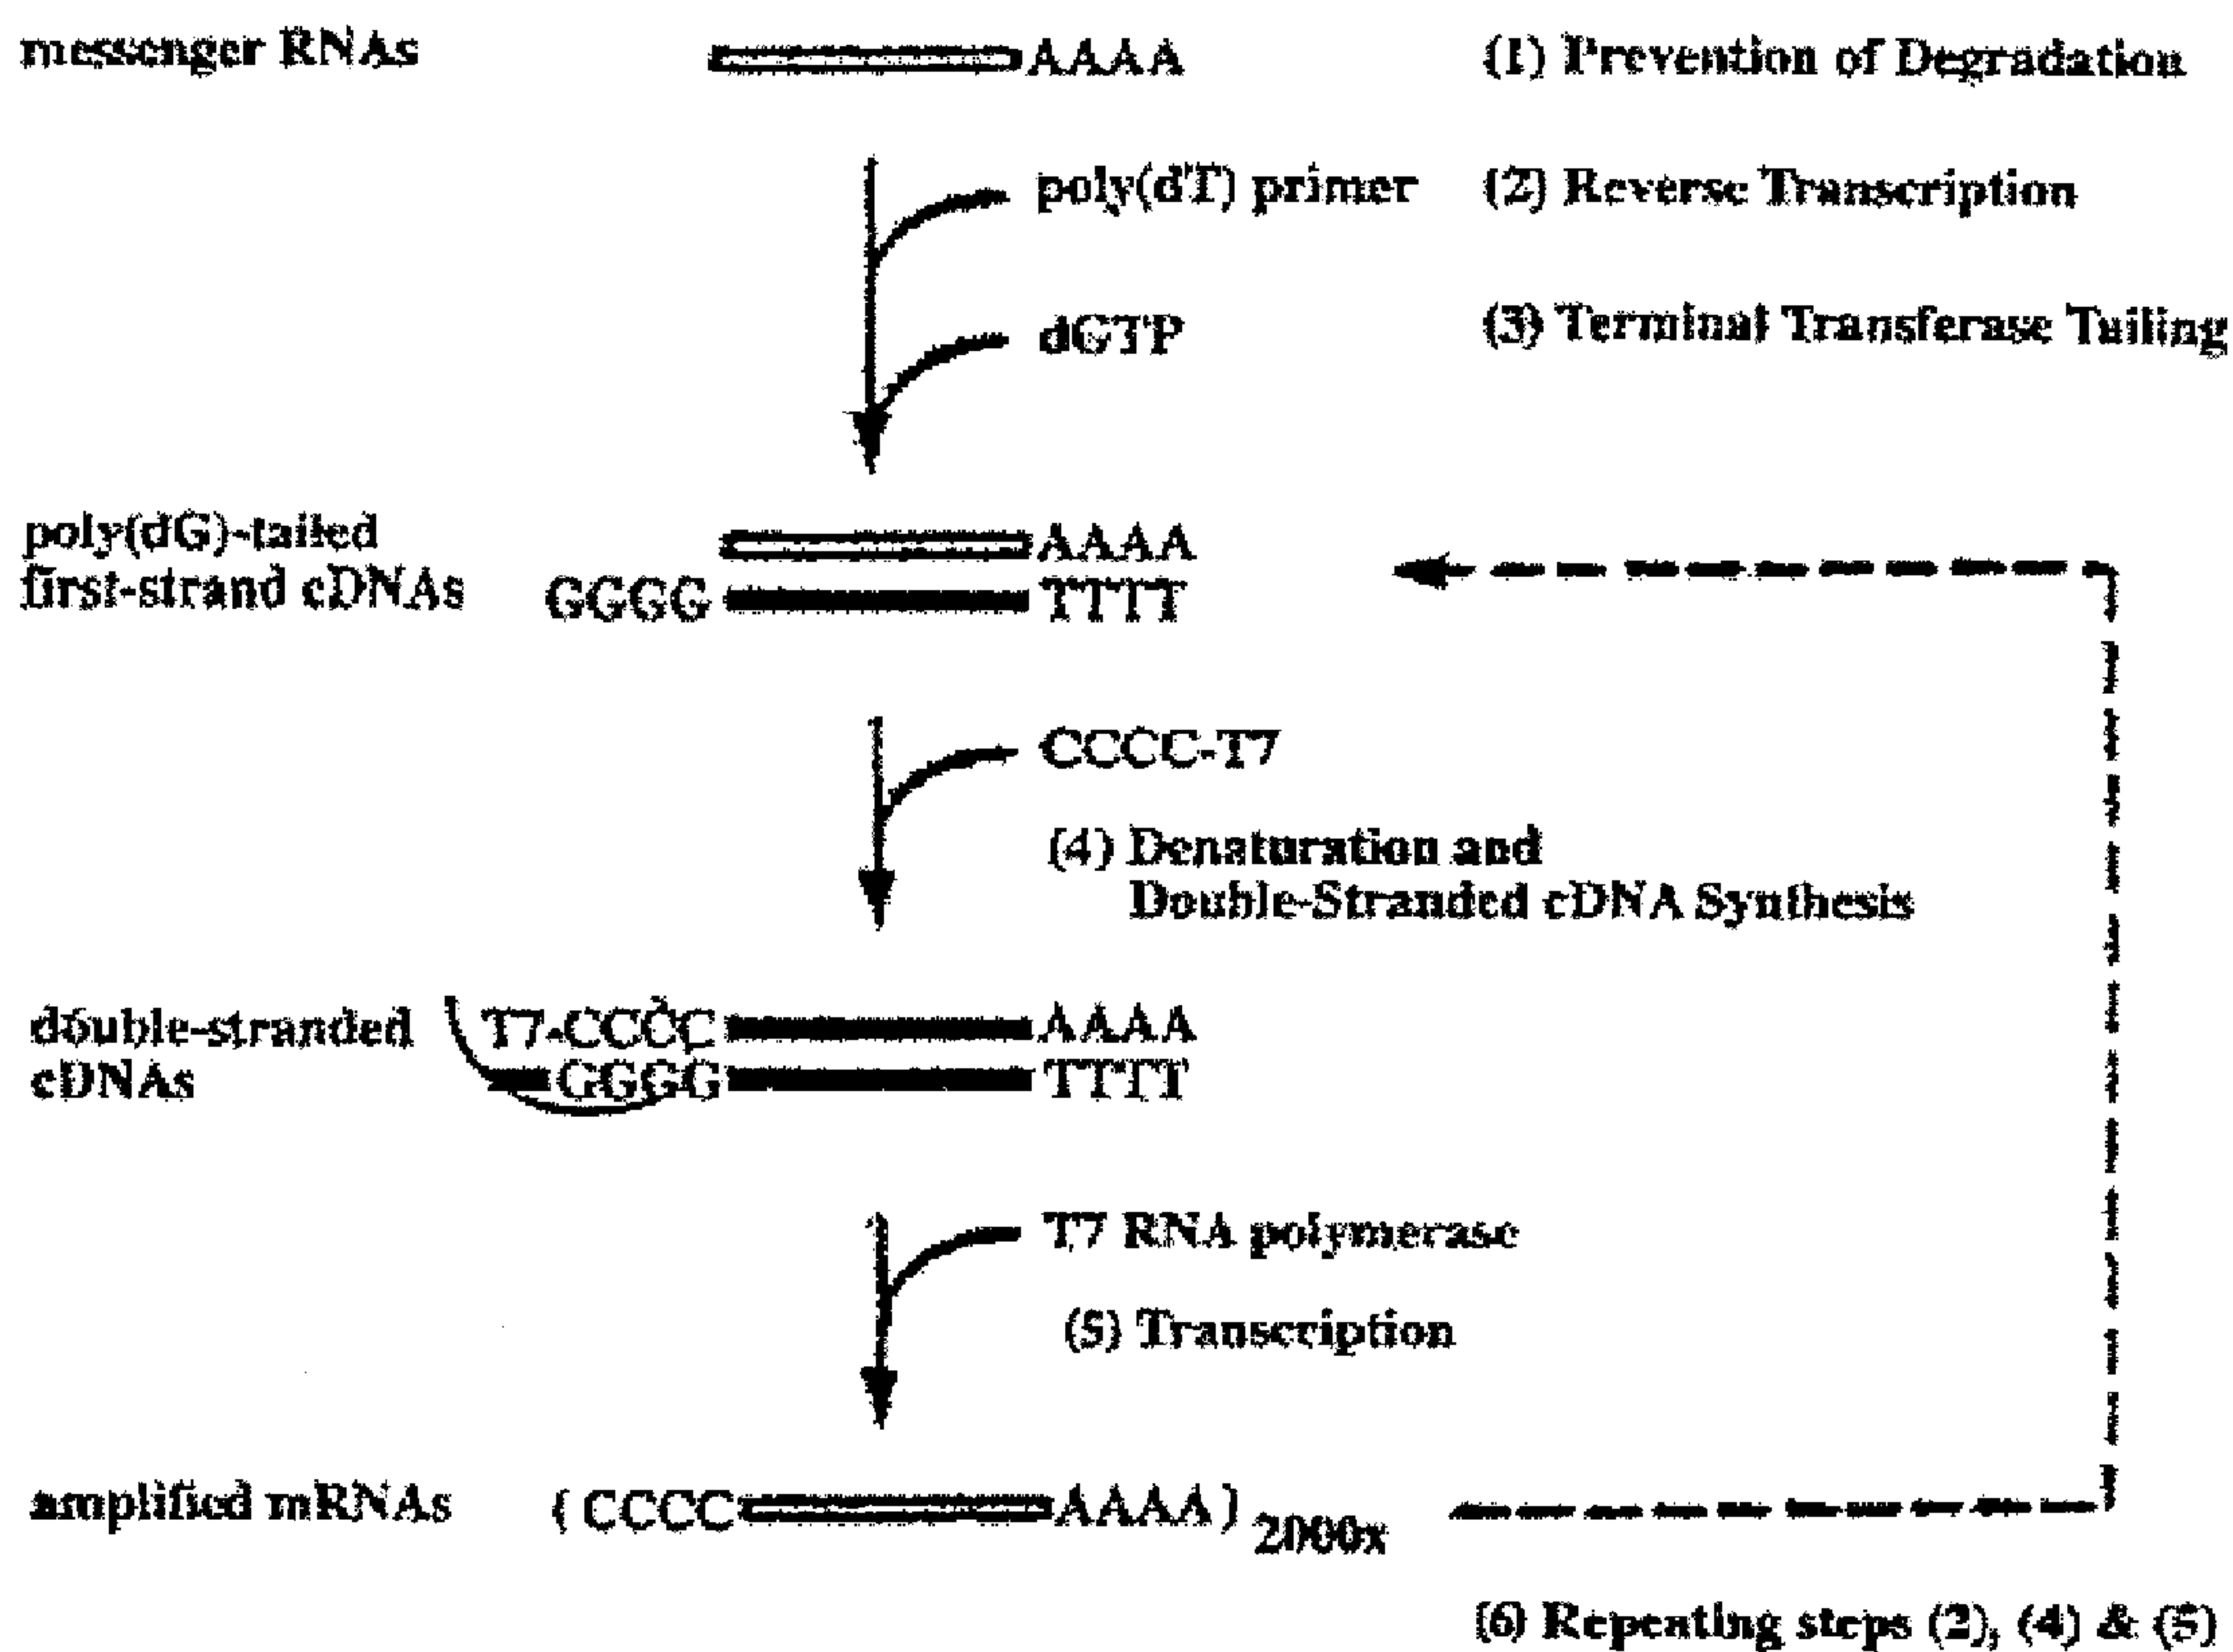 messenger RNAs AAAA (1) Prevention of Degradation
poly(dT) primer (2) Reverse Transcription
dGTP (3) Terminal Transferase Tailing
poly(dG)-tailed
first-strand cDNAs
AAAA
GGGG TTTT
CCCC-T7
(4) Denaturation and
Double-Stranded cDNA Synthesis
double-stranded
cDNAs
T7-CCCC AAAA
GGGG TTTT
T7 RNA polymerase
(5) Transcription
amplified mRNAs (CCCC AAAA) 2000x
(6) Repeating steps (2), (4) & (5)